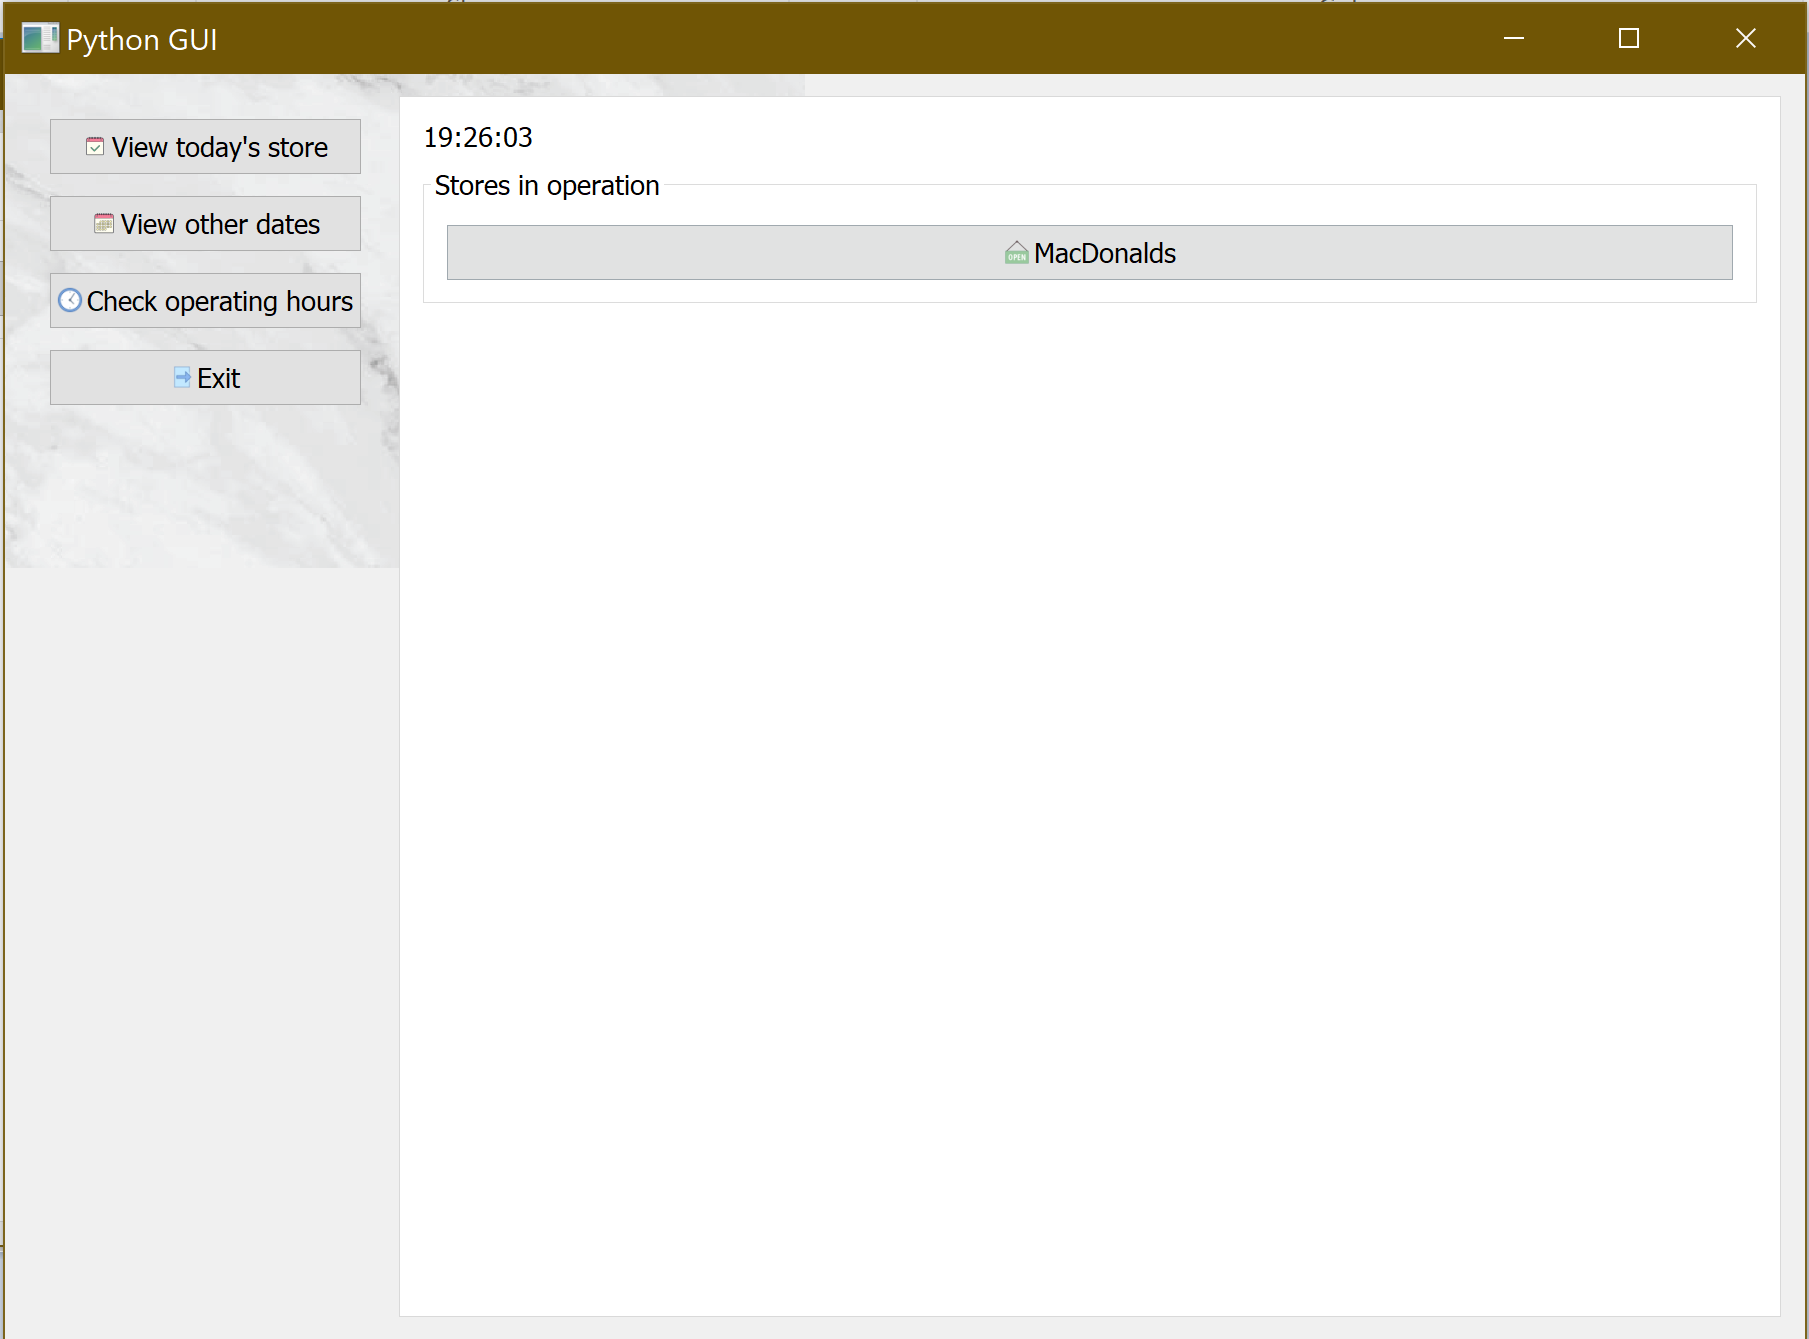 Python GUI
View today's store
View other dates
Check operating hours
Exit
19:26:03
Stores in operation
OPEN
MacDonalds